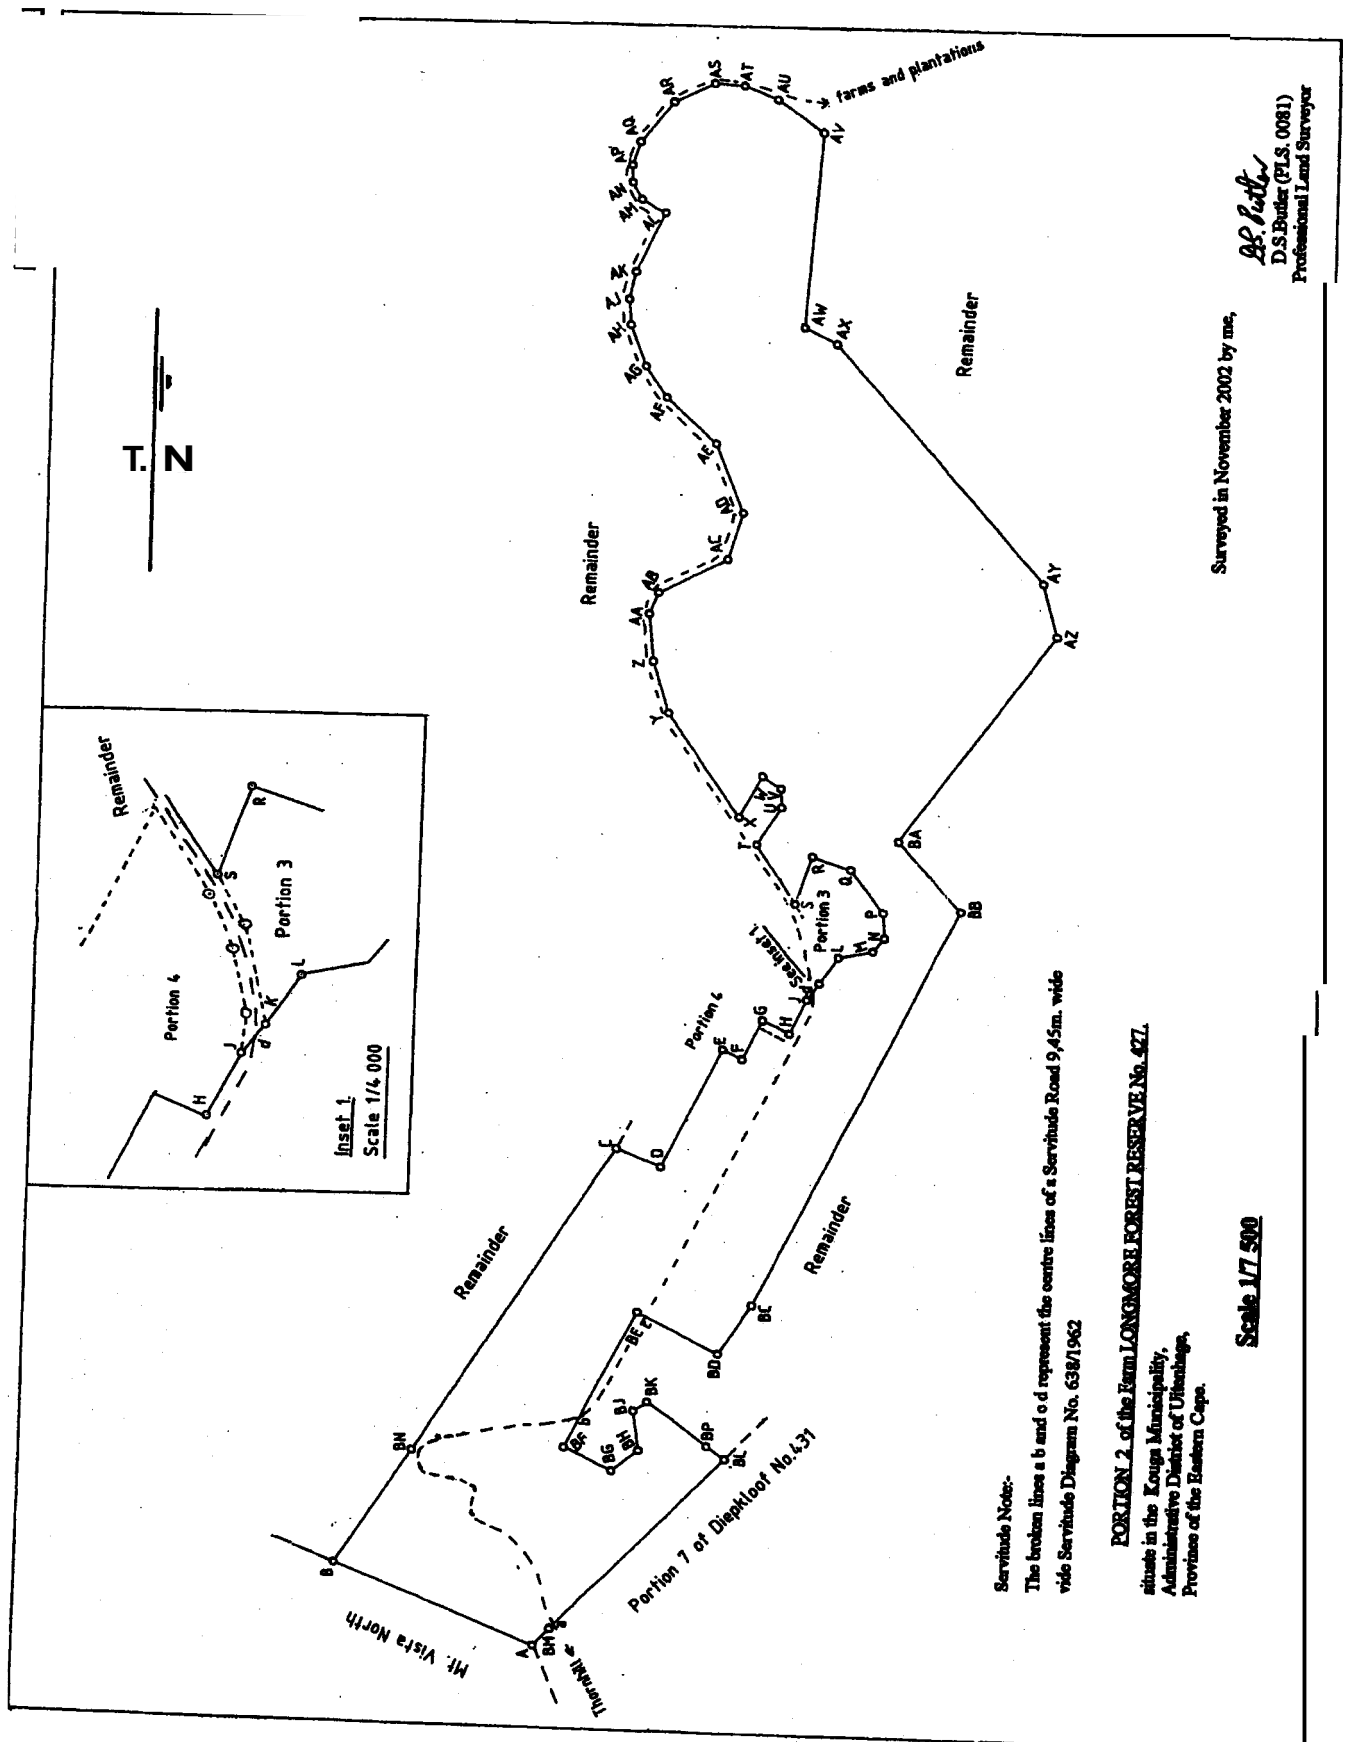 T. N
Inset 1
Scale 1/4 000
Remainder
Portion 4
Portion 3
H
J
d
K
L
S
R
Mt. Vista North
Thornhill
Portion 7 of Diepkloof No.431
Remainder
Remainder
Remainder
Remainder
Portion 4
Portion 3
See inset 1.
farms and plantations
A
B
BN
C
D
E
F
G
H
J
d
L
M
N
P
Q
R
S
T
U
V
W
X
Y
Z
AA
AB
AC
AD
AE
AF
AG
AH
AJ
AK
AL
AM
AN
AP
AQ
AR
AS
AT
AU
AV
AW
AX
AY
AZ
BA
BB
BC
BD
BE
c
BF
b
BG
BH
BJ
BK
BP
BL
BM
a
Servitude Note:-
The broken lines a b and c d represent the centre lines of a Servitude Road 9,45m. wide
vide Servitude Diagram No. 638/1962
PORTION 2 of the Farm LONGMORE FOREST RESERVE No. 427,
situate in the Kouga Municipality,
Administrative District of Uitenhage,
Province of the Eastern Cape.
Scale 1/7 500
Surveyed in November 2002 by me,
D.S. Butler
D.S.Butler (PLS. 0081)
Professional Land Surveyor